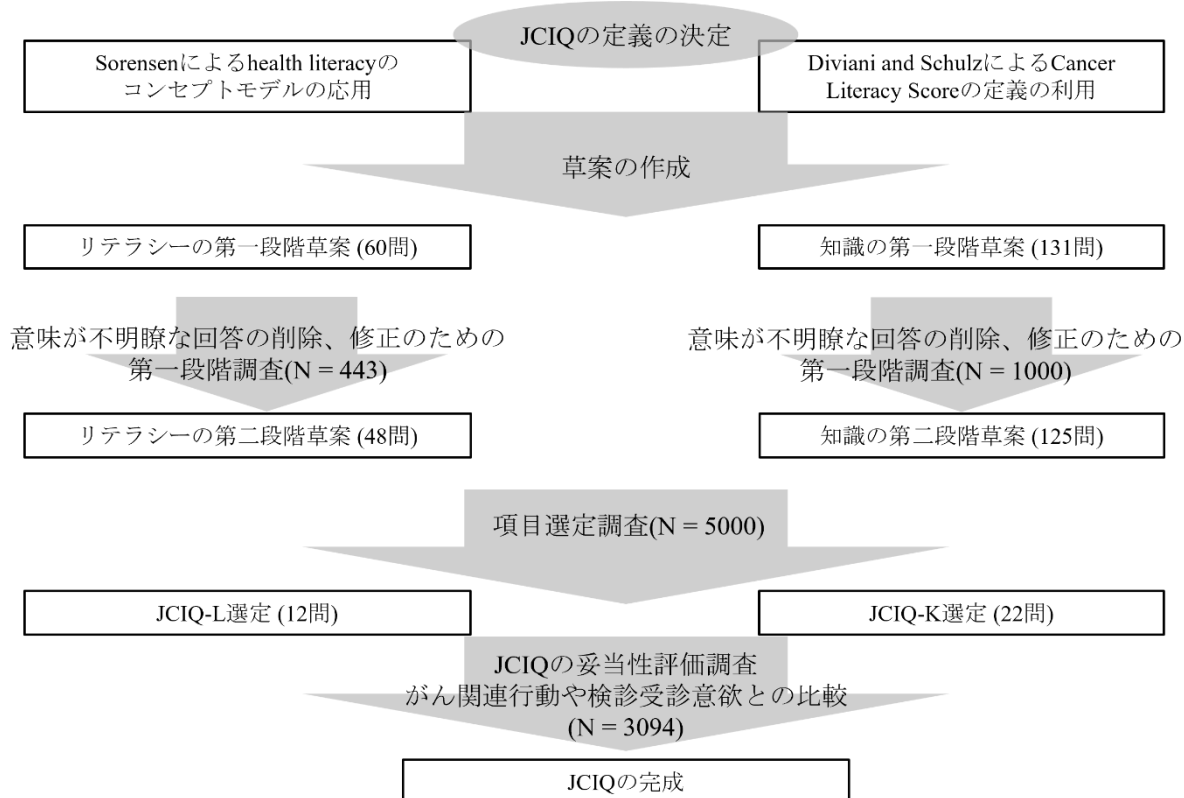 JCIQの定義の決定
Sorensenによるhealth literacyの
コンセプトモデルの応用
Diviani and SchulzによるCancer
Literacy Scoreの定義の利用
草案の作成
リテラシーの第一段階草案 (60問)
知識の第一段階草案 (131問)
意味が不明瞭な回答の削除、修正のための
第一段階調査(N = 443)
意味が不明瞭な回答の削除、修正のための
第一段階調査(N = 1000)
リテラシーの第二段階草案 (48問)
知識の第二段階草案 (125問)
項目選定調査(N = 5000)
JCIQ-L選定 (12問)
JCIQ-K選定 (22問)
JCIQの妥当性評価調査
がん関連行動や検診受診意欲との比較
(N = 3094)
JCIQの完成